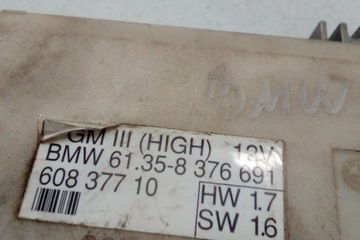 BMW
GM III (HIGH) 12V
BMW 61.35-8 376 691
608 377 10
HW 1.7
SW 1.6